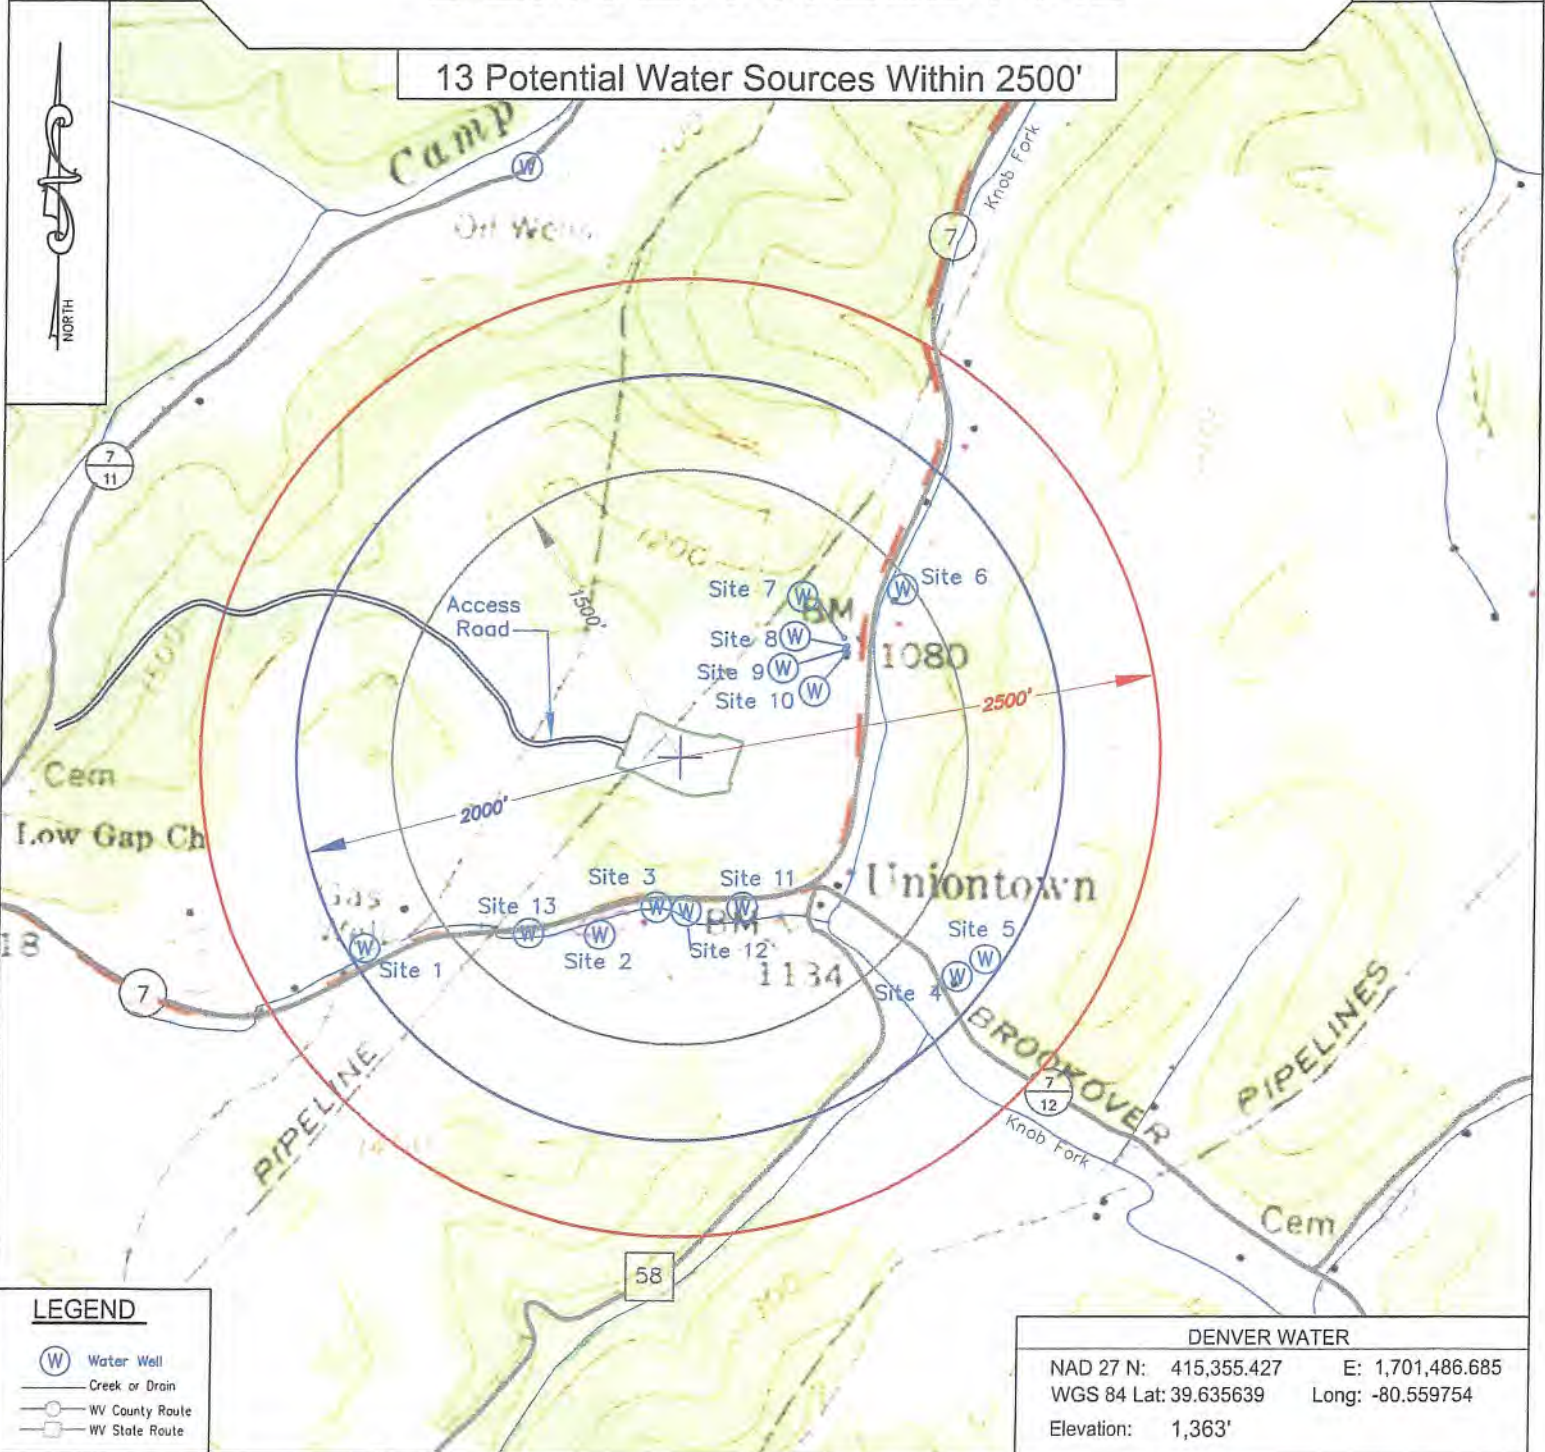 13 Potential Water Sources Within 2500'
NORTH
Camp
Oil Wells
Knob Fork
7
7
11
1200
1500'
1500
Access
Road
Site 7
BM
Site 6
Site 8
Site 9
Site 10
1080
2500'
2000'
Cem
Low Gap Ch
Gas
Well
18
7
Site 1
Site 13
Site 3
Site 2
Site 11
BM
Site 12
1134
Uniontown
Site 5
Site 4
BROOKOVER
7
12
Knob Fork
PIPELINE
PIPELINES
Cem
58
LEGEND
W Water Well
Creek or Drain
WV County Route
WV State Route
DENVER WATER
NAD 27 N: 415,355.427 E: 1,701,486.685
WGS 84 Lat: 39.635639 Long: -80.559754
Elevation: 1,363'